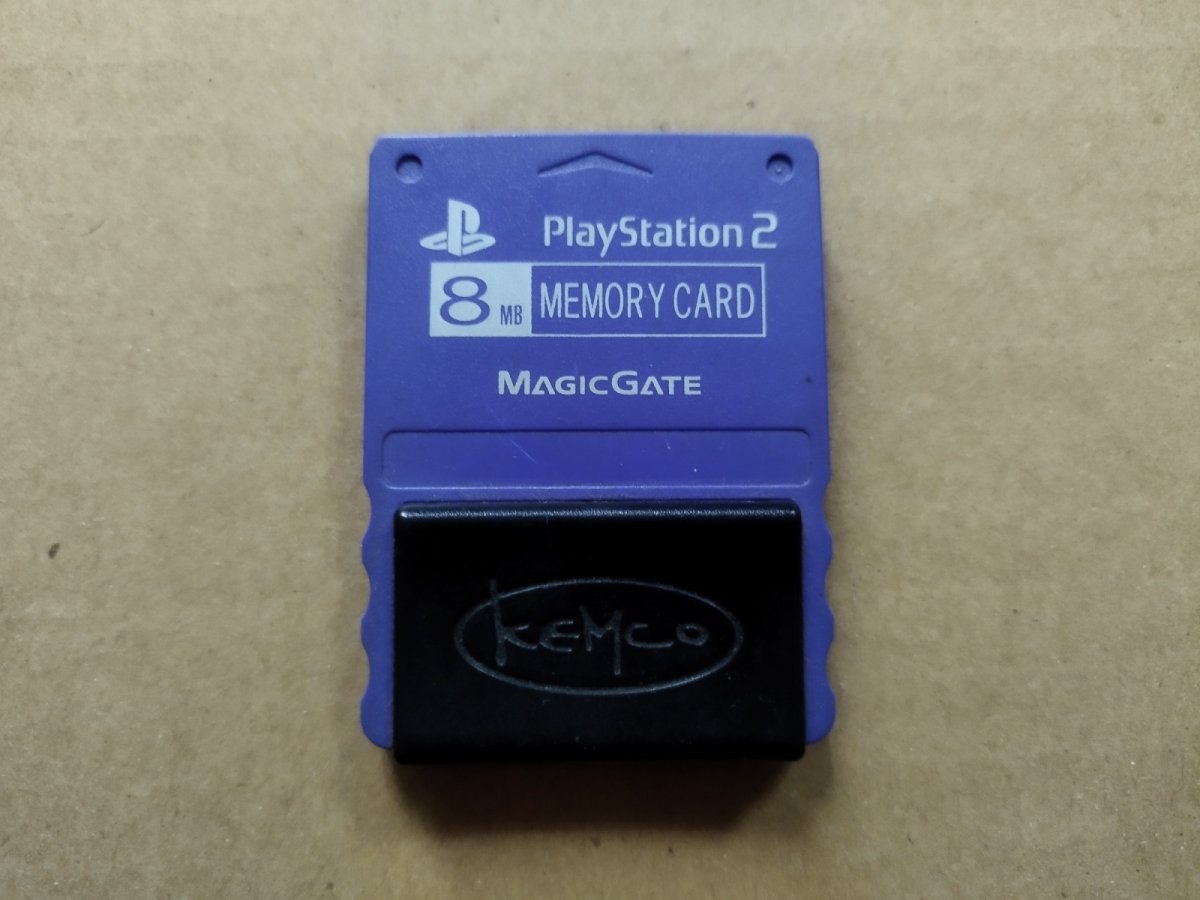 PlayStation 2
8 MB MEMORY CARD
MAGICGATE
KEMCO